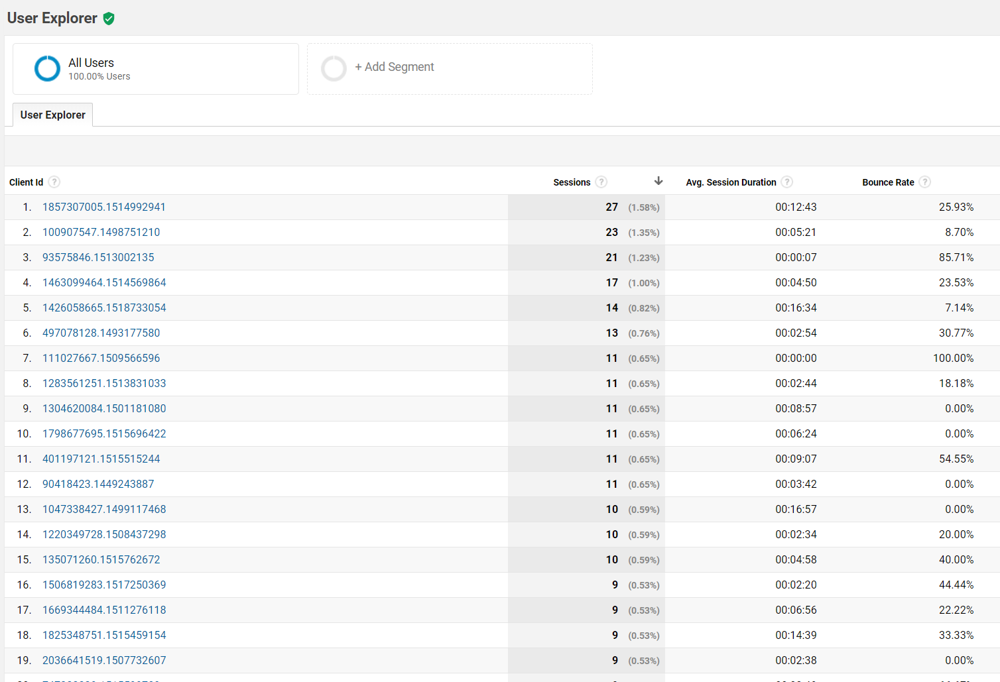 User Explorer
All Users
100.00% Users
+ Add Segment
User Explorer
Client Id ? Sessions ? Avg. Session Duration ? Bounce Rate ?
1. 1857307005.1514992941 27 (1.58%) 00:12:43 25.93%
2. 100907547.1498751210 23 (1.35%) 00:05:21 8.70%
3. 93575846.1513002135 21 (1.23%) 00:00:07 85.71%
4. 1463099464.1514569864 17 (1.00%) 00:04:50 23.53%
5. 1426058665.1518733054 14 (0.82%) 00:16:34 7.14%
6. 497078128.1493177580 13 (0.76%) 00:02:54 30.77%
7. 111027667.1509566596 11 (0.65%) 00:00:00 100.00%
8. 1283561251.1513831033 11 (0.65%) 00:02:44 18.18%
9. 1304620084.1501181080 11 (0.65%) 00:08:57 0.00%
10. 1798677695.1515696422 11 (0.65%) 00:06:24 0.00%
11. 401197121.1515515244 11 (0.65%) 00:09:07 54.55%
12. 90418423.1449243887 11 (0.65%) 00:03:42 0.00%
13. 1047338427.1499117468 10 (0.59%) 00:16:57 0.00%
14. 1220349728.1508437298 10 (0.59%) 00:02:34 20.00%
15. 135071260.1515762672 10 (0.59%) 00:04:58 40.00%
16. 1506819283.1517250369 9 (0.53%) 00:02:20 44.44%
17. 1669344484.1511276118 9 (0.53%) 00:06:56 22.22%
18. 1825348751.1515459154 9 (0.53%) 00:14:39 33.33%
19. 2036641519.1507732607 9 (0.53%) 00:02:38 0.00%